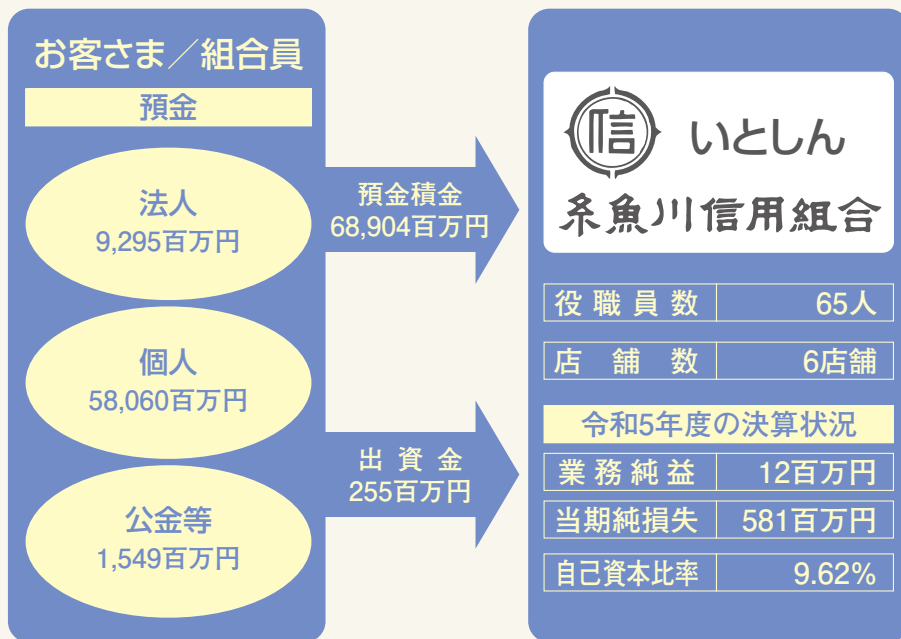 お客さま／組合員
預金
法人
9,295百万円
個人
58,060百万円
公金等
1,549百万円
預金積金
68,904百万円
出資金
255百万円
信 いとしん
糸魚川信用組合
役職員数 65人
店舗数 6店舗
令和5年度の決算状況
業務純益 12百万円
当期純損失 581百万円
自己資本比率 9.62%